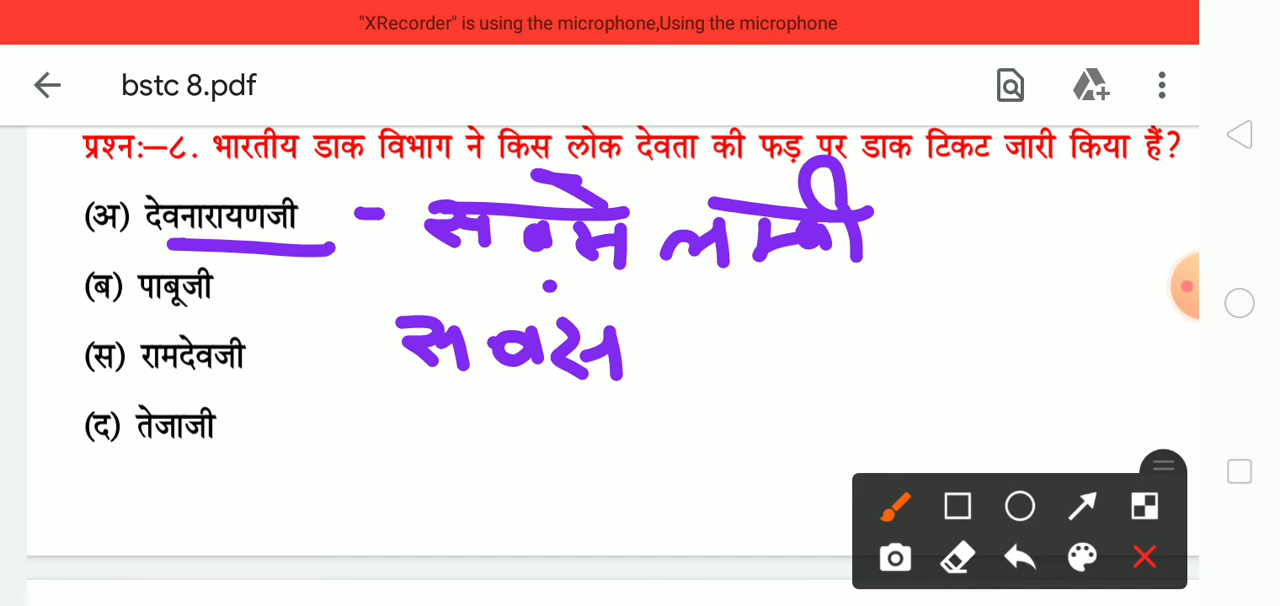 "XRecorder" is using the microphone,Using the microphone
bstc 8.pdf
प्रश्न:—८. भारतीय डाक विभाग ने किस लोक देवता की फड़ पर डाक टिकट जारी किया हैं?
(अ) देवनारायणजी - सबसे लम्बी
(ब) पाबूजी
(स) रामदेवजी
(द) तेजाजी